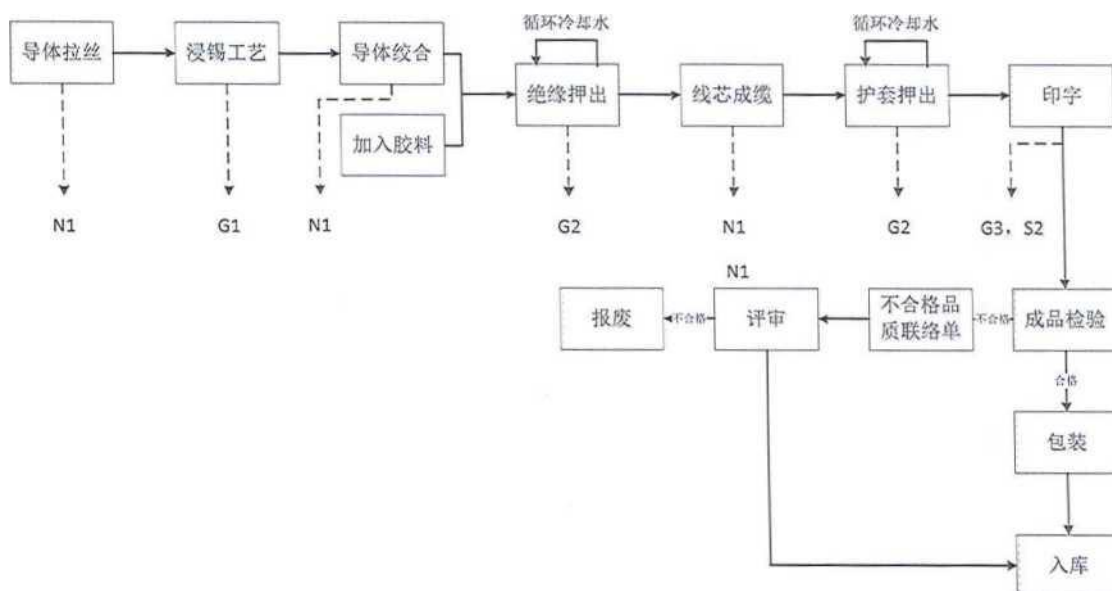 循环冷却水
循环冷却水
导体拉丝
浸锡工艺
导体绞合
绝缘押出
线芯成缆
护套押出
印字
加入胶料
N1
G1
N1
G2
N1
G2
G3，S2
N1
报废
不合格
评审
不合格品
质联络单
不合格
成品检验
合格
包装
入库